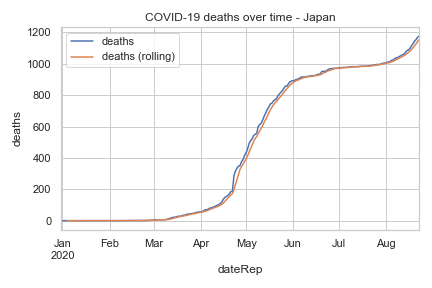 COVID-19 deaths over time - Japan
deaths
deaths (rolling)
1200
1000
800
600
400
200
0
deaths
Jan Feb Mar Apr May Jun Jul Aug
2020
dateRep